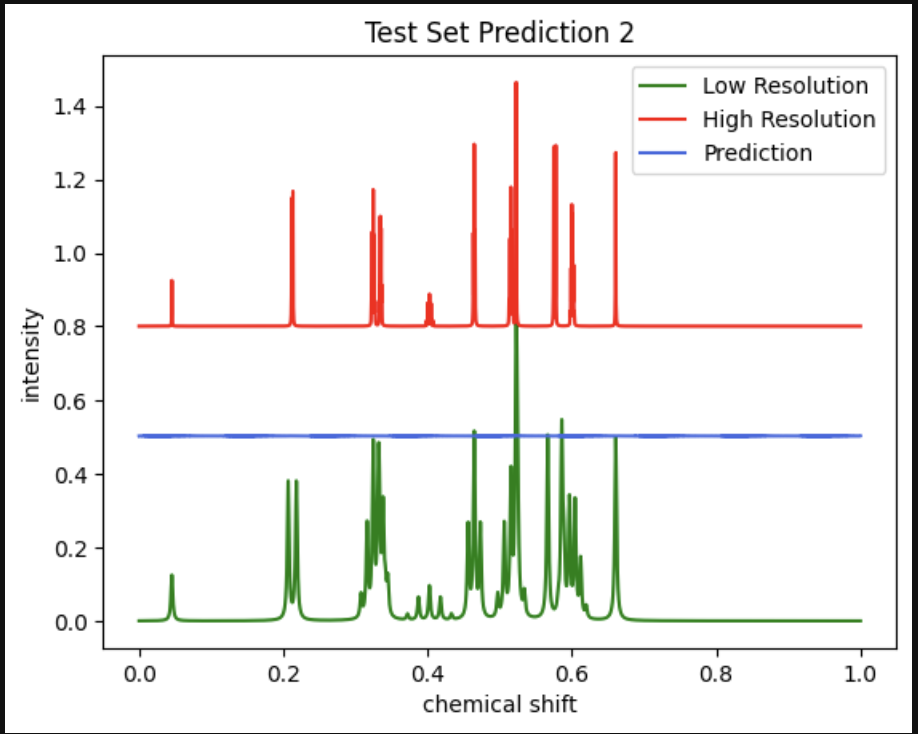 Test Set Prediction 2
Low Resolution
High Resolution
Prediction
1.4
1.2
1.0
0.8
0.6
0.4
0.2
0.0
intensity
0.0 0.2 0.4 0.6 0.8 1.0
chemical shift